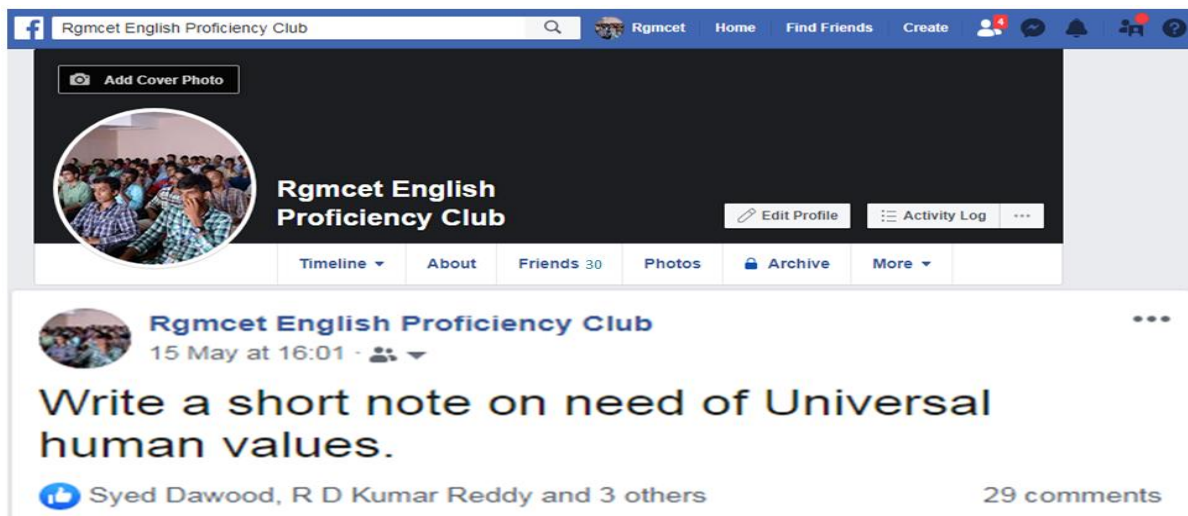 f Rgmcet English Proficiency Club Rgmcet Home Find Friends Create 4
Add Cover Photo
Rgmcet English
Proficiency Club
Edit Profile Activity Log ...
Timeline About Friends 30 Photos Archive More
Rgmcet English Proficiency Club
15 May at 16:01 ·
Write a short note on need of Universal
human values.
Syed Dawood, R D Kumar Reddy and 3 others 29 comments